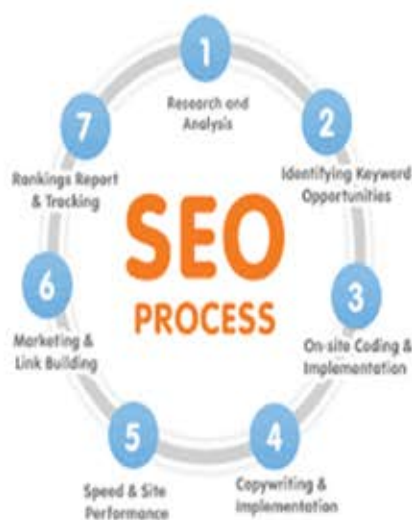 1
Research and
Analysis
2
Identifying Keyword
Opportunities
3
On-site Coding &
Implementation
4
Copywriting &
Implementation
5
Speed & Site
Performance
6
Marketing &
Link Building
7
Rankings Report
& Tracking
SEO
PROCESS